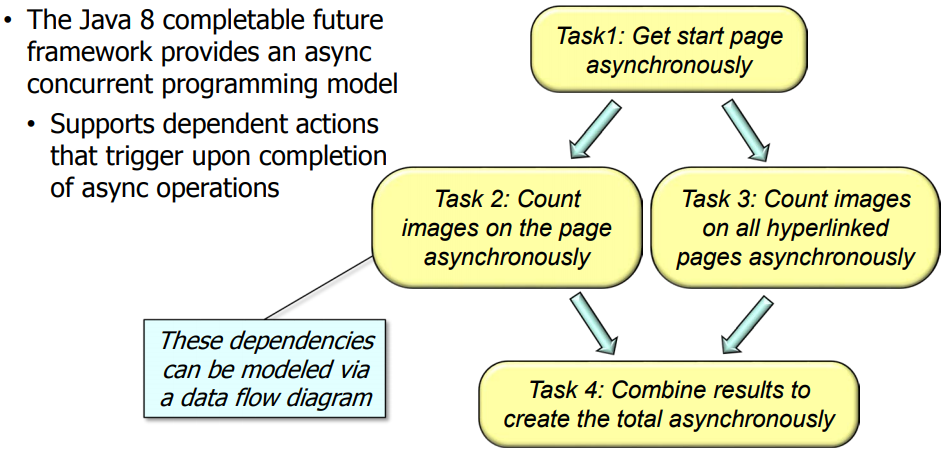 • The Java 8 completable future
framework provides an async
concurrent programming model
• Supports dependent actions
that trigger upon completion
of async operations
Task1: Get start page
asynchronously
Task 2: Count
images on the page
asynchronously
Task 3: Count images
on all hyperlinked
pages asynchronously
These dependencies
can be modeled via
a data flow diagram
Task 4: Combine results to
create the total asynchronously